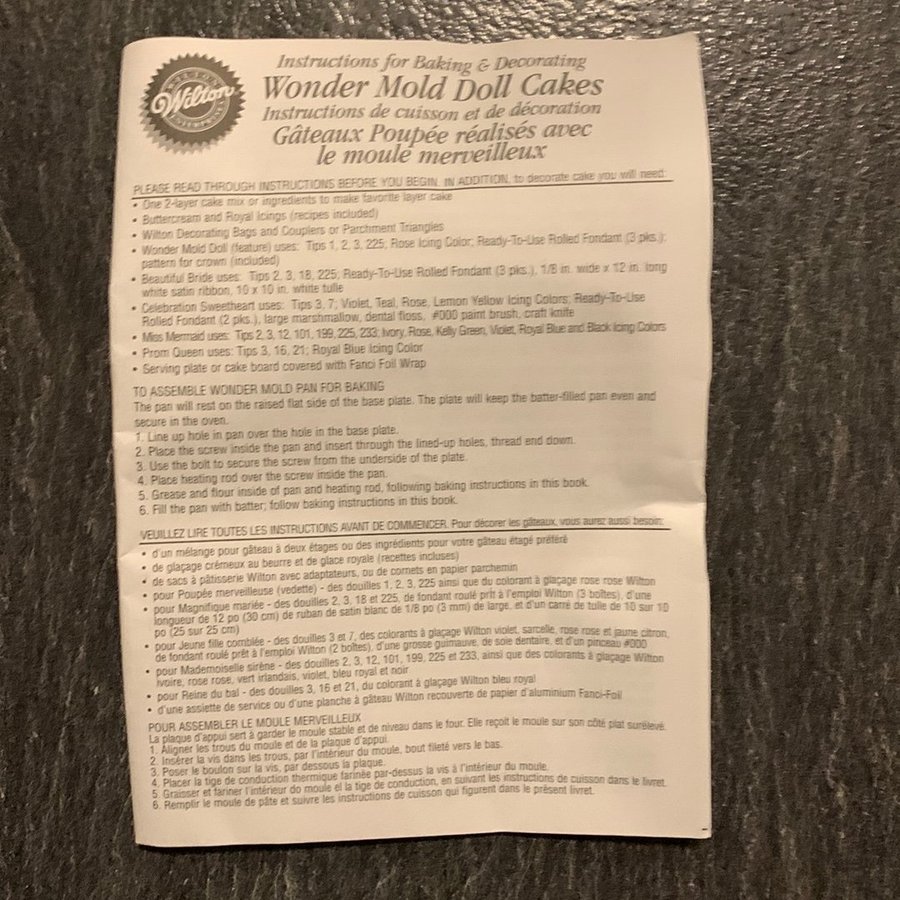 WILTON
Wilton
ENTERPRISES
Instructions for Baking & Decorating
Wonder Mold Doll Cakes
Instructions de cuisson et de décoration
Gâteaux Poupée réalisés avec
le moule merveilleux
PLEASE READ THROUGH INSTRUCTIONS BEFORE YOU BEGIN. IN ADDITION, to decorate cake you will need:
• One 2-layer cake mix or ingredients to make favorite layer cake
• Buttercream and Royal Icings (recipes included)
• Wilton Decorating Bags and Couplers or Parchment Triangles
• Wonder Mold Doll (feature) uses: Tips 1, 2, 3, 225; Rose Icing Color; Ready-To-Use Rolled Fondant (3 pks.);
pattern for crown (included)
• Beautiful Bride uses: Tips 2, 3, 18, 225; Ready-To-Use Rolled Fondant (3 pks.), 1/8 in. wide x 12 in. long
white satin ribbon, 10 x 10 in. white tulle
• Celebration Sweetheart uses: Tips 3, 7; Violet, Teal, Rose, Lemon Yellow Icing Colors; Ready-To-Use
Rolled Fondant (2 pks.), large marshmallow, dental floss, #000 paint brush, craft knife
• Miss Mermaid uses: Tips 2, 3, 12, 101, 199, 225, 233; Ivory, Rose, Kelly Green, Violet, Royal Blue and Black Icing Colors
• Prom Queen uses: Tips 3, 16, 21; Royal Blue Icing Color
• Serving plate or cake board covered with Fanci Foil Wrap
TO ASSEMBLE WONDER MOLD PAN FOR BAKING
The pan will rest on the raised flat side of the base plate. The plate will keep the batter-filled pan even and
secure in the oven.
1. Line up hole in pan over the hole in the base plate.
2. Place the screw inside the pan and insert through the lined-up holes, thread end down.
3. Use the bolt to secure the screw from the underside of the plate.
4. Place heating rod over the screw inside the pan.
5. Grease and flour inside of pan and heating rod, following baking instructions in this book.
6. Fill the pan with batter; follow baking instructions in this book.
VEUILLEZ LIRE TOUTES LES INSTRUCTIONS AVANT DE COMMENCER. Pour décorer les gâteaux, vous aurez aussi besoin:
• d'un mélange pour gâteau à deux étages ou des ingrédients pour votre gâteau étagé préféré
• de glaçage crémeux au beurre et de glace royale (recettes incluses)
• de sacs à pâtisserie Wilton avec adaptateurs, ou de cornets en papier parchemin
• pour Poupée merveilleuse (vedette) - des douilles 1, 2, 3, 225 ainsi que du colorant à glaçage rose rose Wilton
• pour Magnifique mariée - des douilles 2, 3, 18 et 225, de fondant roulé prêt à l'emploi Wilton (3 boîtes), d'une
longueur de 12 po (30 cm) de ruban de satin blanc de 1/8 po (3 mm) de large, et d'un carré de tulle de 10 sur 10
po (25 sur 25 cm)
• pour Jeune fille comblée - des douilles 3 et 7, des colorants à glaçage Wilton violet, sarcelle, rose rose et jaune citron,
de fondant roulé prêt à l'emploi Wilton (2 boîtes), d'une grosse guimauve, de soie dentaire, et d'un pinceau #000
• pour Mademoiselle sirène - des douilles 2, 3, 12, 101, 199, 225 et 233, ainsi que des colorants à glaçage Wilton
ivoire, rose rose, vert irlandais, violet, bleu royal et noir
• pour Reine du bal - des douilles 3, 16 et 21, du colorant à glaçage Wilton bleu royal
• d'une assiette de service ou d'une planche à gâteau Wilton recouverte de papier d'aluminium Fanci-Foil
POUR ASSEMBLER LE MOULE MERVEILLEUX
La plaque d'appui sert à garder le moule stable et de niveau dans le four. Elle reçoit le moule sur son côté plat surélevé.
1. Aligner les trous du moule et de la plaque d'appui.
2. Insérer la vis dans les trous, par l'intérieur du moule, bout fileté vers le bas.
3. Poser le boulon sur la vis, par dessous la plaque.
4. Placer la tige de conduction thermique farinée par-dessus la vis à l'intérieur du moule.
5. Graisser et fariner l'intérieur do moule el la tige de conduction, en suivant les instructions de cuisson dans le livret.
6. Remplir le moule de pâte et suivre les instructions de cuisson qui figurent dans le présent livret.